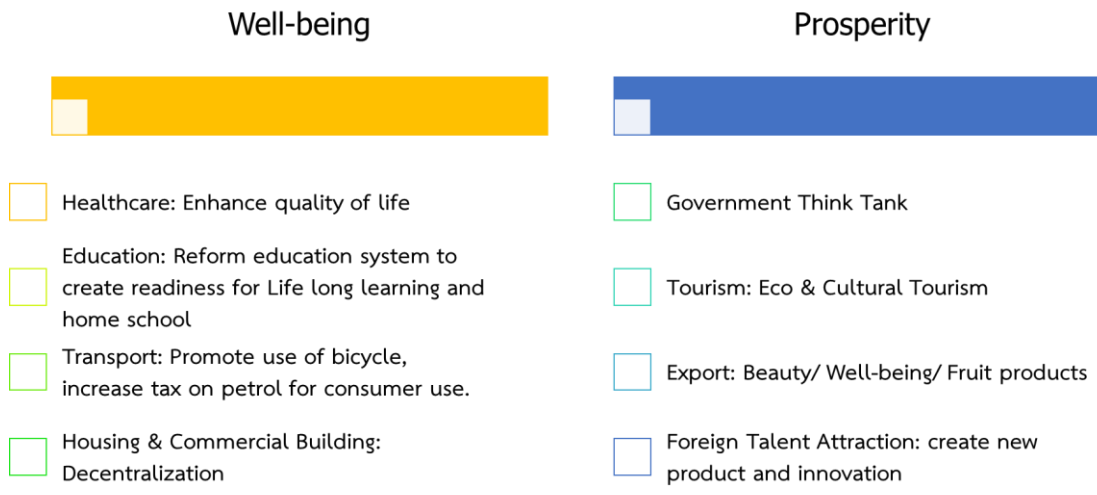 Well-being
Healthcare: Enhance quality of life
Education: Reform education system to
create readiness for Life long learning and
home school
Transport: Promote use of bicycle,
increase tax on petrol for consumer use.
Housing & Commercial Building:
Decentralization
Prosperity
Government Think Tank
Tourism: Eco & Cultural Tourism
Export: Beauty/ Well-being/ Fruit products
Foreign Talent Attraction: create new
product and innovation